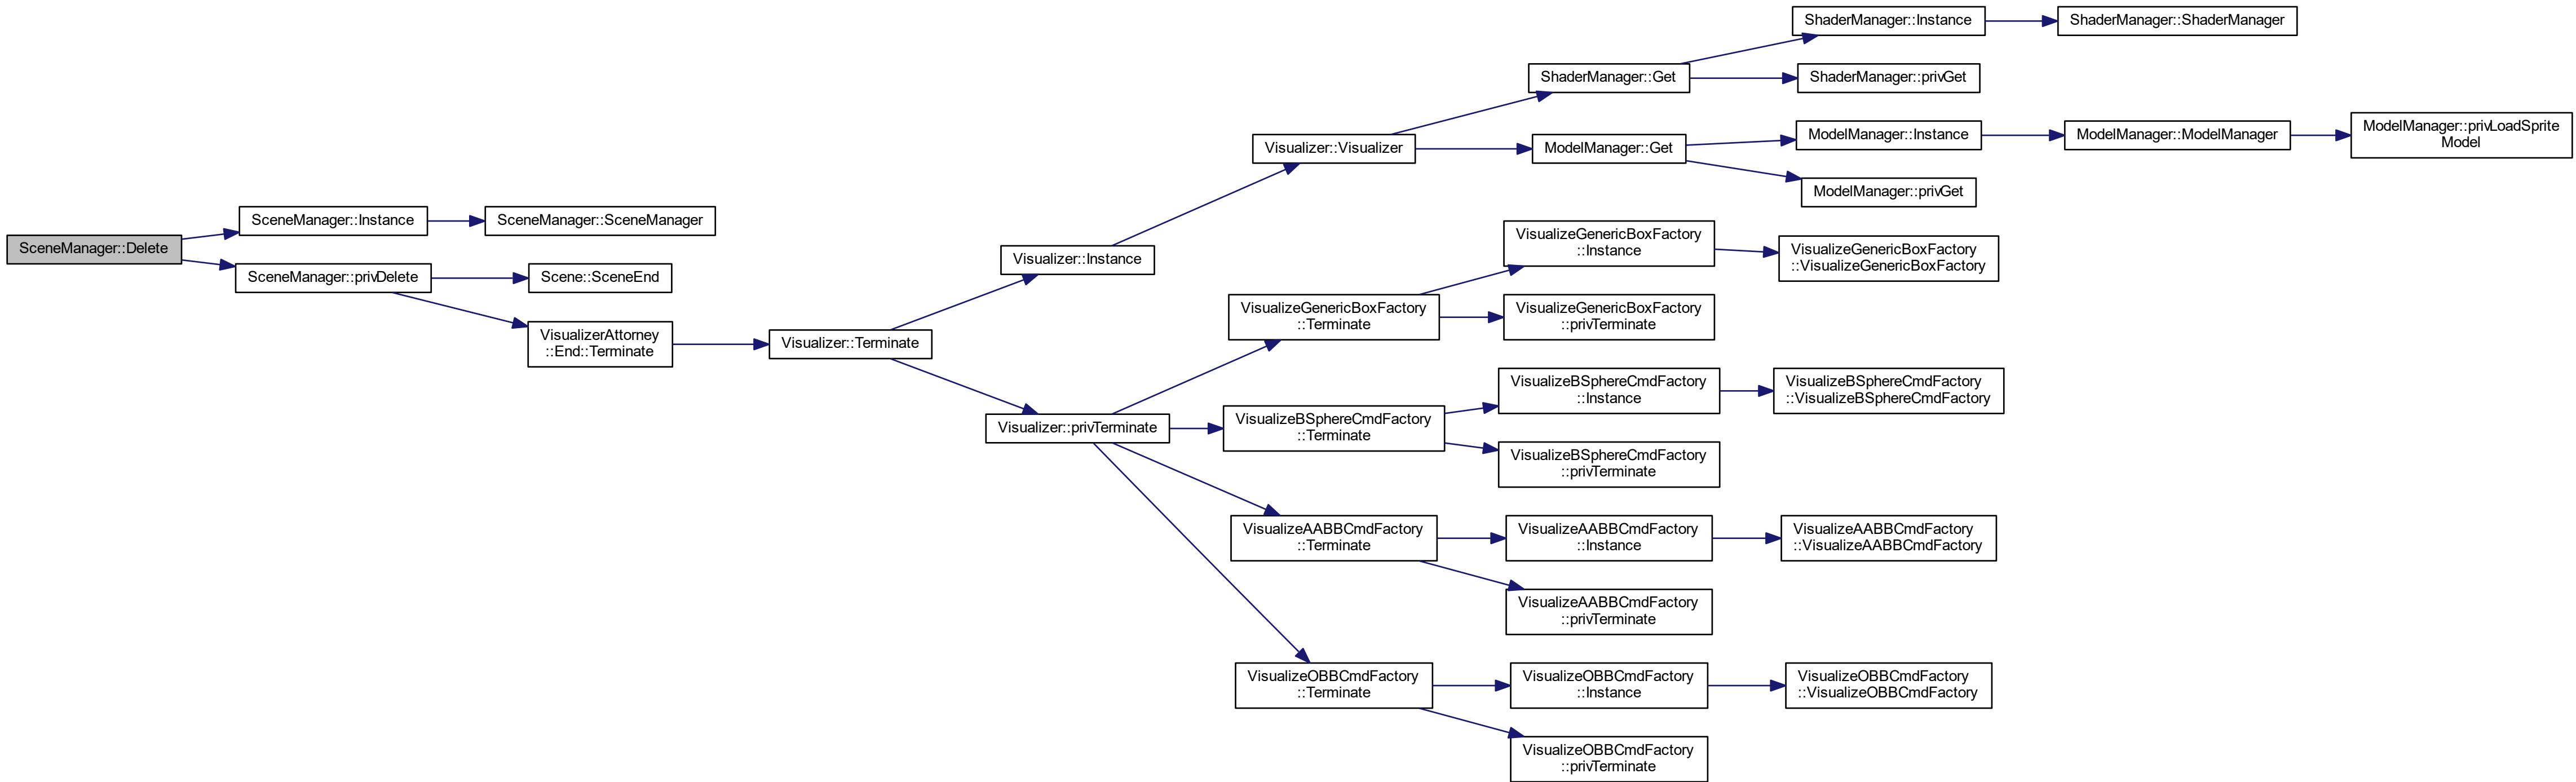 ShaderManager::Instance
ShaderManager::ShaderManager
ShaderManager::Get
ShaderManager::privGet
Visualizer::Visualizer
ModelManager::Get
ModelManager::Instance
ModelManager::ModelManager
ModelManager::privLoadSprite
Model
ModelManager::privGet
SceneManager::Delete
SceneManager::Instance
SceneManager::SceneManager
SceneManager::privDelete
Scene::SceneEnd
VisualizerAttorney
::End::Terminate
Visualizer::Terminate
Visualizer::Instance
Visualizer::privTerminate
VisualizeGenericBoxFactory
::Terminate
VisualizeGenericBoxFactory
::Instance
VisualizeGenericBoxFactory
::VisualizeGenericBoxFactory
VisualizeGenericBoxFactory
::privTerminate
VisualizeBSphereCmdFactory
::Terminate
VisualizeBSphereCmdFactory
::Instance
VisualizeBSphereCmdFactory
::VisualizeBSphereCmdFactory
VisualizeBSphereCmdFactory
::privTerminate
VisualizeAABBCmdFactory
::Terminate
VisualizeAABBCmdFactory
::Instance
VisualizeAABBCmdFactory
::VisualizeAABBCmdFactory
VisualizeAABBCmdFactory
::privTerminate
VisualizeOBBCmdFactory
::Terminate
VisualizeOBBCmdFactory
::Instance
VisualizeOBBCmdFactory
::VisualizeOBBCmdFactory
VisualizeOBBCmdFactory
::privTerminate